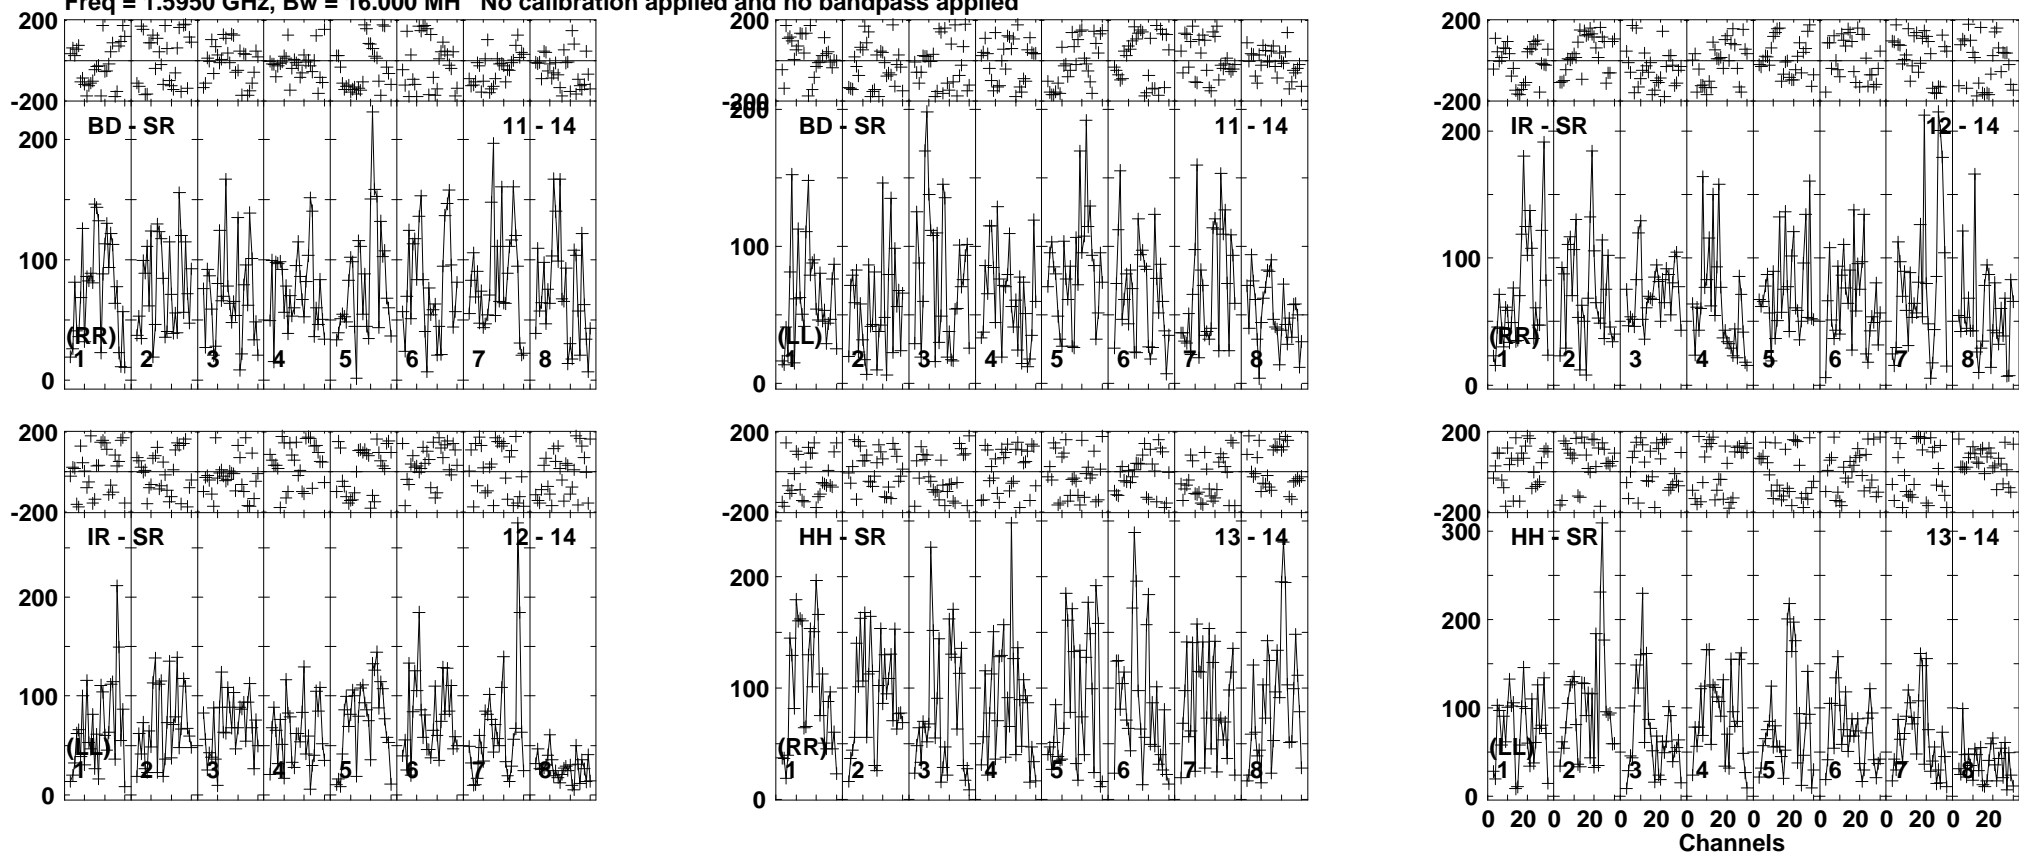 Freq = 1.5950 GHz, Bw = 16.000 MH No calibration applied and no bandpass applied
200
-200
BD - SR 11 - 14
200
100
(RR)
1 2 3 4 5 6 7 8
0
200
-200
200
BD - SR 11 - 14
100
(LL)
1 2 3 4 5 6 7 8
0
200
-200
IR - SR 12 - 14
200
100
(RR)
1 2 3 4 5 6 7 8
0
200
-200
IR - SR 12 - 14
200
100
(LL)
1 2 3 4 5 6 7 8
0
200
-200
HH - SR 13 - 14
200
100
(RR)
1 2 3 4 5 6 7 8
0
200
-200
300
HH - SR 13 - 14
200
100
(LL)
1 2 3 4 5 6 7 8
0
0 20 0 20 0 20 0 20 0 20 0 20 0 20 0 20
Channels